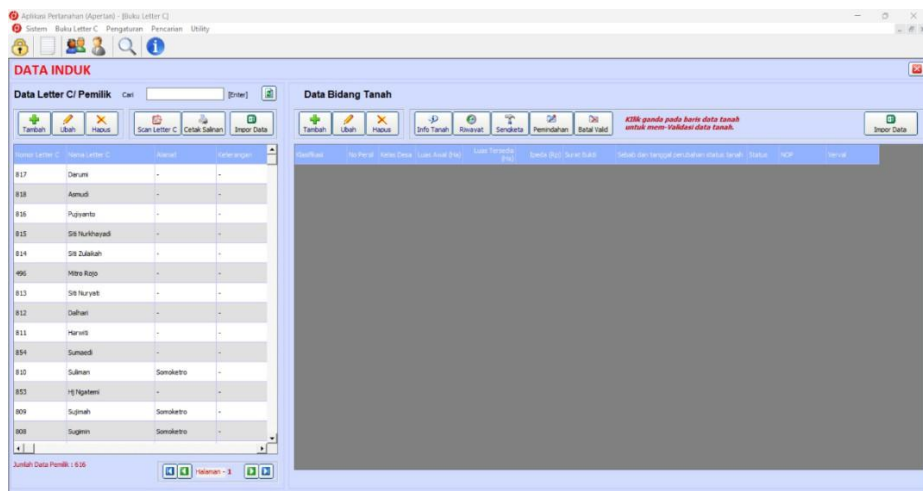 Aplikasi Pertanahan (Apertan) - [Buku Letter C]
Sistem Buku Letter C Pengaturan Pencarian Utility
DATA INDUK
Data Letter C/ Pemilik Cari [Enter]
Tambah Ubah Hapus Scan Letter C Cetak Salinan Impor Data
Nomor Letter C Nama Letter C Alamat Keterangan
817 Darumi - -
818 Asmudi - -
816 Pujiyanto - -
815 Siti Nurkhayadi - -
814 Siti Zulaikah - -
496 Mitro Rojo - -
813 Siti Nuryati - -
812 Dalhari - -
811 Harwiti - -
854 Sumaedi - -
810 Suliman Somoketro -
853 Hj Ngatemi - -
809 Sujinah Somoketro -
808 Sugimin Somoketro -
Jumlah Data Pemilik : 616
Halaman - 1
Data Bidang Tanah
Tambah Ubah Hapus Info Tanah Riwayat Sengketa Pemindahan Batal Valid
Klik ganda pada baris data tanah
untuk mem-Validasi data tanah.
Impor Data
Klasifikasi No Persil Kelas Desa Luas Awal (Ha) Luas Tersedia (Ha) Ipeda (Rp) Surat Bukti Sebab dan tanggal perubahan status tanah Status NOP